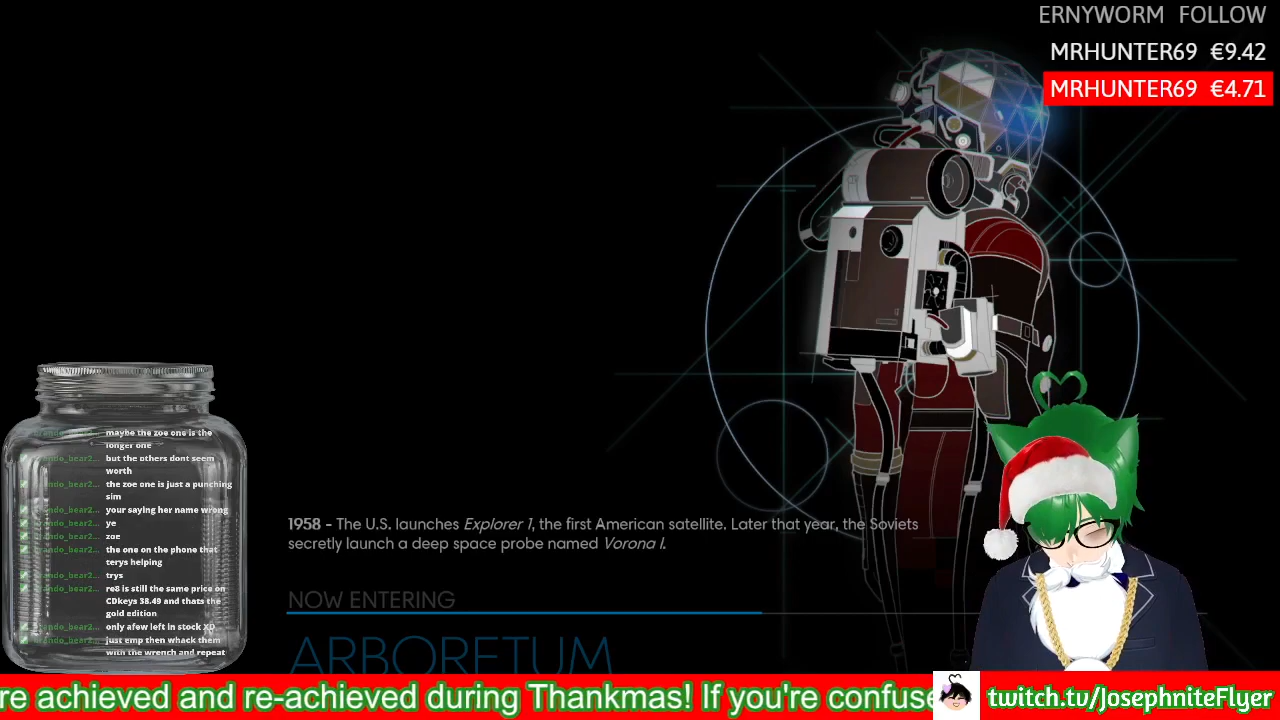 ERNYWORM FOLLOW
MRHUNTER69 €9.42
MRHUNTER69 €4.71
maybe the zoe one is the
longer one
but the others dont seem
worth
the zoe one is just a punching
sim
your saying her name wrong
ye
zoe
the one on the phone that
terys helping
trys
re8 is still the same price on
CDkeys 38.49 and thats the
gold edition
only afew left in stock XD
just emp then whack them
with the wrench and repeat
1958 - The U.S. launches Explorer 1, the first American satellite. Later that year, the Soviets
secretly launch a deep space probe named Vorona I.
NOW ENTERING
ARBORETUM
re achieved and re-achieved during Thankmas! If you're confuse
twitch.tv/JosephniteFlyer